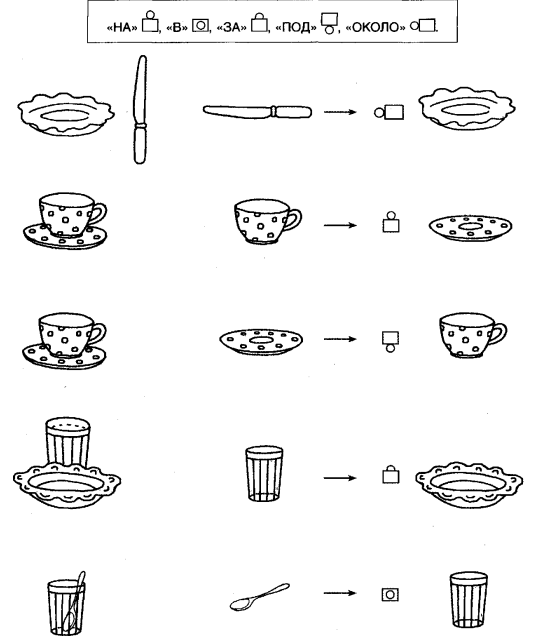 «НА» , «В» , «ЗА» , «ПОД» , «ОКОЛО» .